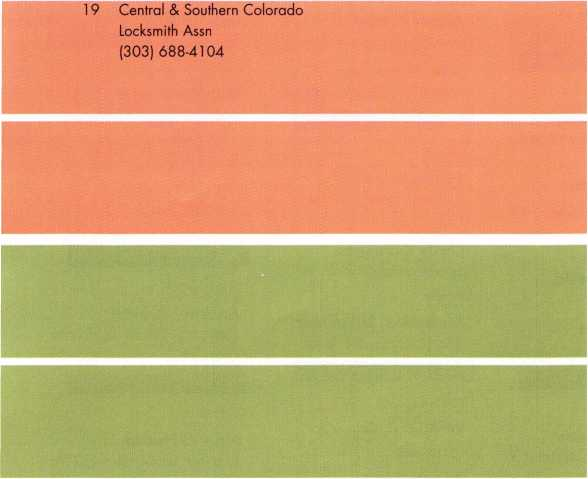 19 Central & Southern Colorado
Locksmith Assn
(303) 688-4104